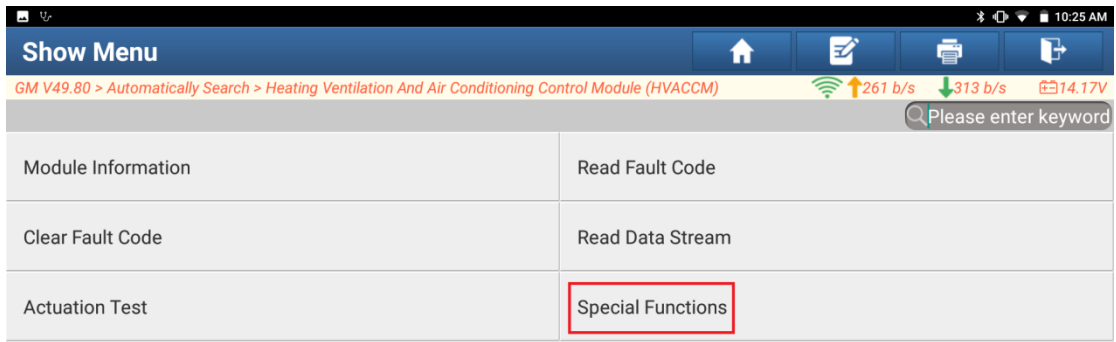 10:25 AM
Show Menu
GM V49.80 > Automatically Search > Heating Ventilation And Air Conditioning Control Module (HVACCM) 261 b/s 313 b/s 14.17V
Please enter keyword
Module Information Read Fault Code
Clear Fault Code Read Data Stream
Actuation Test Special Functions